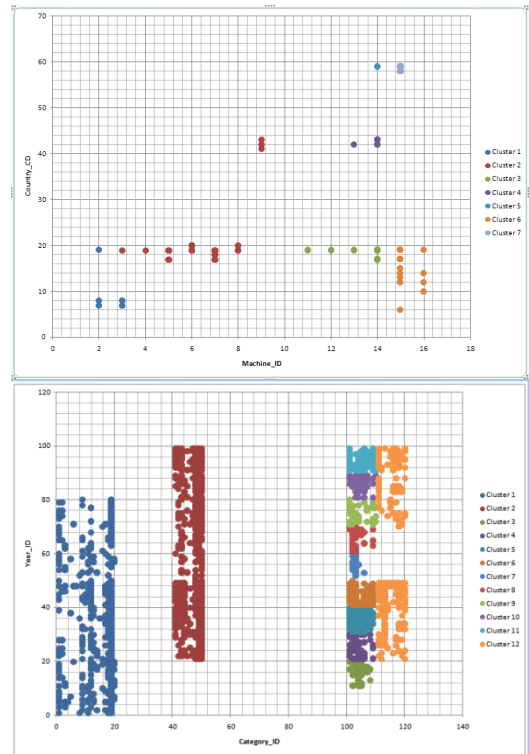 70
60
50
40
30
20
10
0
Country_CD
0 2 4 6 8 10 12 14 16 18
Machine_ID
Cluster 1
Cluster 2
Cluster 3
Cluster 4
Cluster 5
Cluster 6
Cluster 7
120
100
80
60
40
20
0
Year_ID
0 20 40 60 80 100 120 140
Category_ID
Cluster 1
Cluster 2
Cluster 3
Cluster 4
Cluster 5
Cluster 6
Cluster 7
Cluster 8
Cluster 9
Cluster 10
Cluster 11
Cluster 12